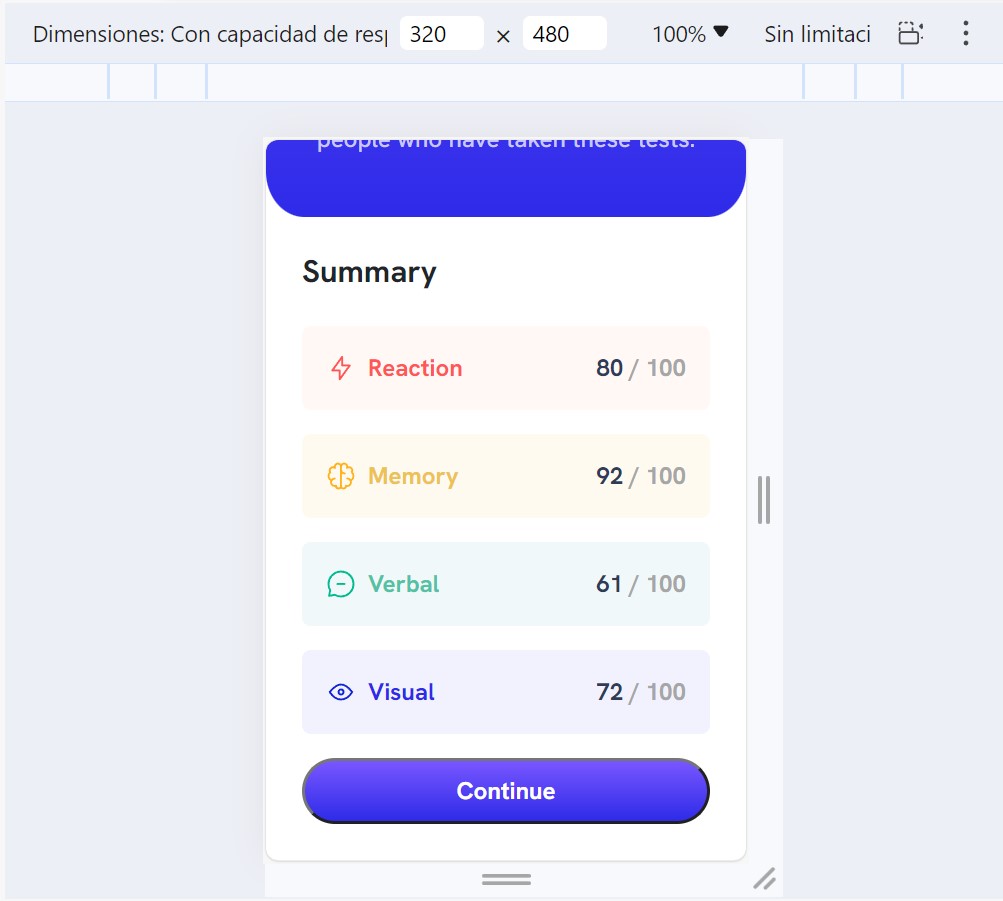 Dimensiones: Con capacidad de resp 320 × 480 100% Sin limitaci
people who have taken these tests.
Summary
Reaction 80 / 100
Memory 92 / 100
Verbal 61 / 100
Visual 72 / 100
Continue